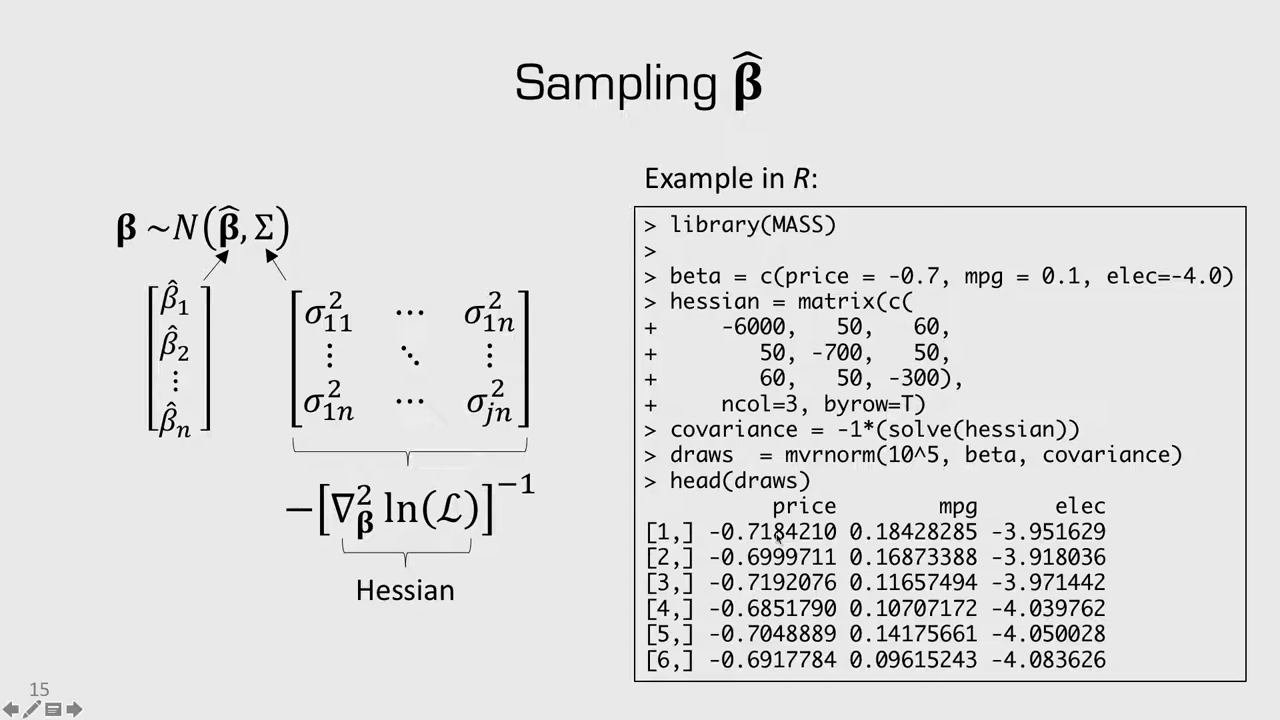 Sampling β̂
𝛃 ~N(𝛃̂, Σ)
[β̂₁ β̂₂ ⋮ β̂ₙ]
[σ²₁₁ ⋯ σ²₁ₙ
⋮ ⋱ ⋮
σ²₁ₙ ⋯ σ²ⱼₙ]
−[∇²𝛃 ln(ℒ)]⁻¹
Hessian
Example in R:
> library(MASS)
>
> beta = c(price = -0.7, mpg = 0.1, elec=-4.0)
> hessian = matrix(c(
+     -6000,   50,   60,
+        50, -700,   50,
+        60,   50, -300),
+     ncol=3, byrow=T)
> covariance = -1*(solve(hessian))
> draws  = mvrnorm(10^5, beta, covariance)
> head(draws)
          price        mpg      elec
[1,] -0.7184210 0.18428285 -3.951629
[2,] -0.6999711 0.16873388 -3.918036
[3,] -0.7192076 0.11657494 -3.971442
[4,] -0.6851790 0.10707172 -4.039762
[5,] -0.7048889 0.14175661 -4.050028
[6,] -0.6917784 0.09615243 -4.083626
15